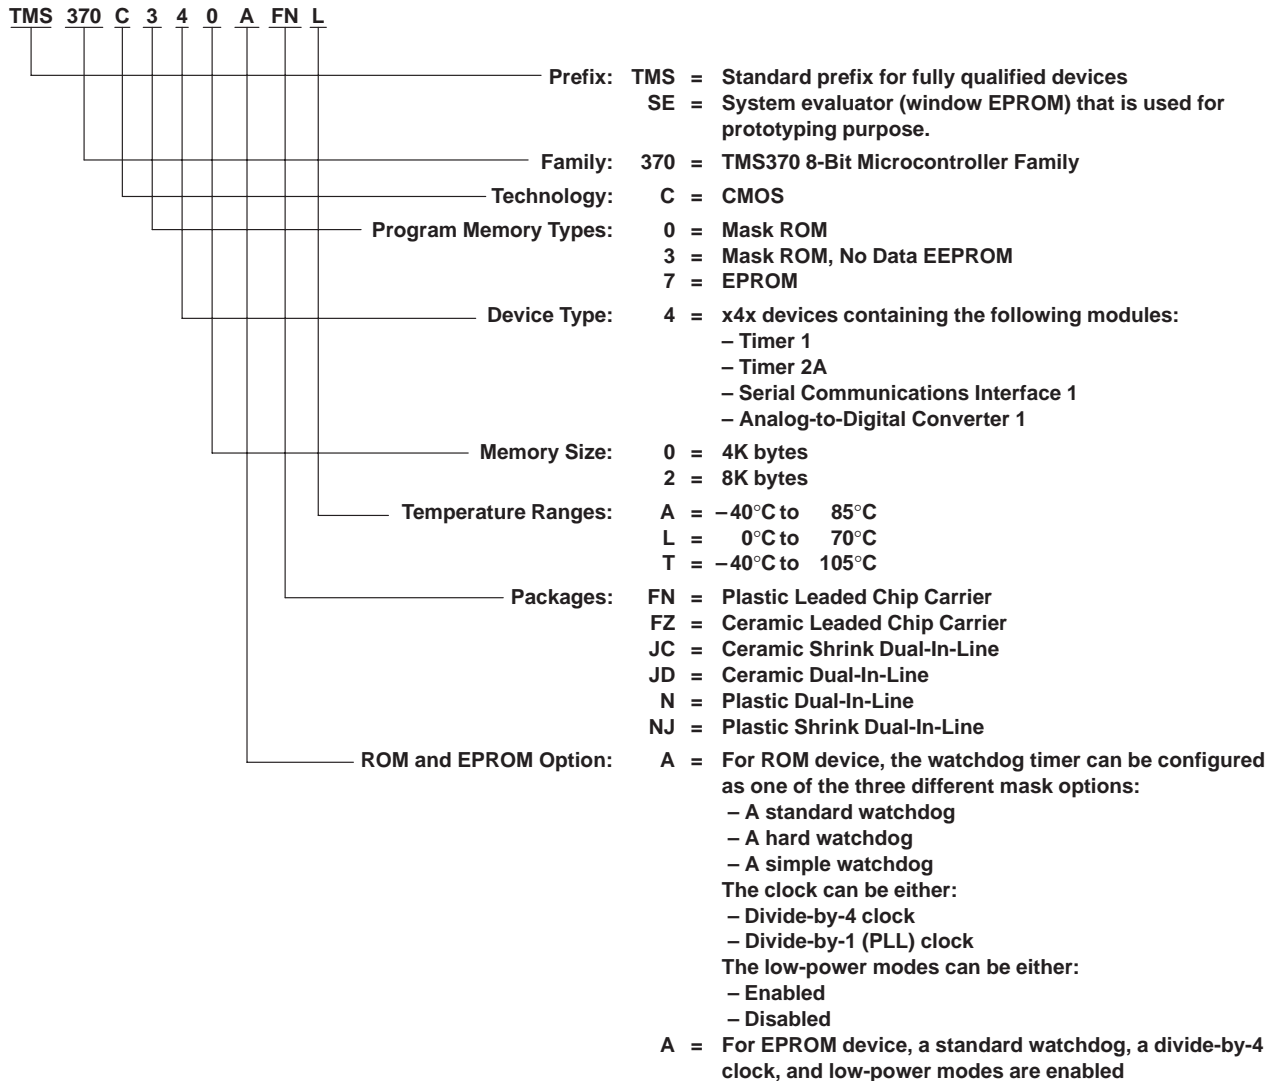 TMS 370 C 3 4 0 A FN L
Prefix: TMS = Standard prefix for fully qualified devices
SE = System evaluator (window EPROM) that is used for
prototyping purpose.
Family: 370 = TMS370 8-Bit Microcontroller Family
Technology: C = CMOS
Program Memory Types: 0 = Mask ROM
3 = Mask ROM, No Data EEPROM
7 = EPROM
Device Type: 4 = x4x devices containing the following modules:
– Timer 1
– Timer 2A
– Serial Communications Interface 1
– Analog-to-Digital Converter 1
Memory Size: 0 = 4K bytes
2 = 8K bytes
Temperature Ranges: A = –40°C to 85°C
L = 0°C to 70°C
T = –40°C to 105°C
Packages: FN = Plastic Leaded Chip Carrier
FZ = Ceramic Leaded Chip Carrier
JC = Ceramic Shrink Dual-In-Line
JD = Ceramic Dual-In-Line
N = Plastic Dual-In-Line
NJ = Plastic Shrink Dual-In-Line
ROM and EPROM Option: A = For ROM device, the watchdog timer can be configured
as one of the three different mask options:
– A standard watchdog
– A hard watchdog
– A simple watchdog
The clock can be either:
– Divide-by-4 clock
– Divide-by-1 (PLL) clock
The low-power modes can be either:
– Enabled
– Disabled
A = For EPROM device, a standard watchdog, a divide-by-4
clock, and low-power modes are enabled